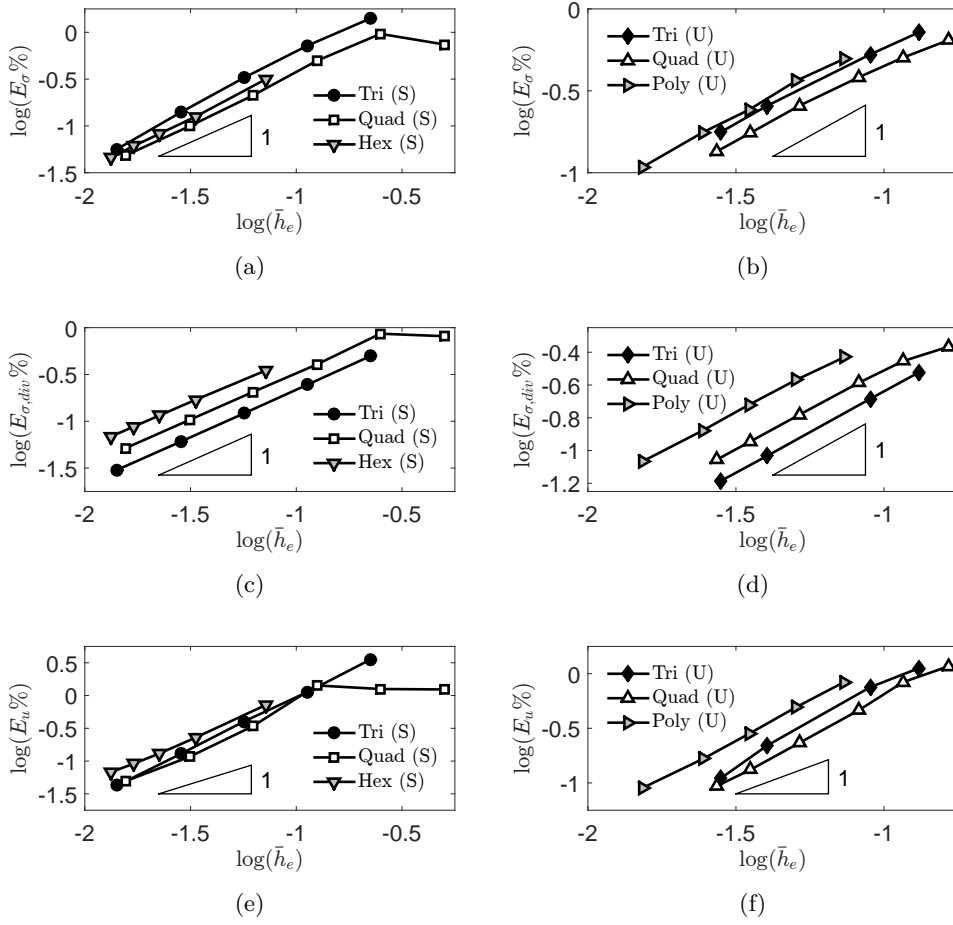 log(E_σ%)
0
-0.5
-1.0
-1.5
-2
-1.5
-1
-0.5
Tri (S)
Quad (S)
Hex (S)
1
log(h̄_e)
(a)
log(E_σ%)
0
-0.5
-1
-1.5
-1
Tri (U)
Quad (U)
Poly (U)
1
log(h̄_e)
(b)
log(E_σ,div%)
0
-0.5
-1.0
-1.5
-2
-1.5
-1
-0.5
Tri (S)
Quad (S)
Hex (S)
1
log(h̄_e)
(c)
log(E_σ,div%)
-0.4
-0.6
-0.8
-1.0
-1.2
-2
-1.5
-1
Tri (U)
Quad (U)
Poly (U)
1
log(h̄_e)
(d)
log(E_u%)
0.5
0.0
-0.5
-1.0
-1.5
-2
-1.5
-1
-0.5
Tri (S)
Quad (S)
Hex (S)
1
log(h̄_e)
(e)
log(E_u%)
0
-0.5
-1
-2
-1.5
-1
Tri (U)
Quad (U)
Poly (U)
1
log(h̄_e)
(f)